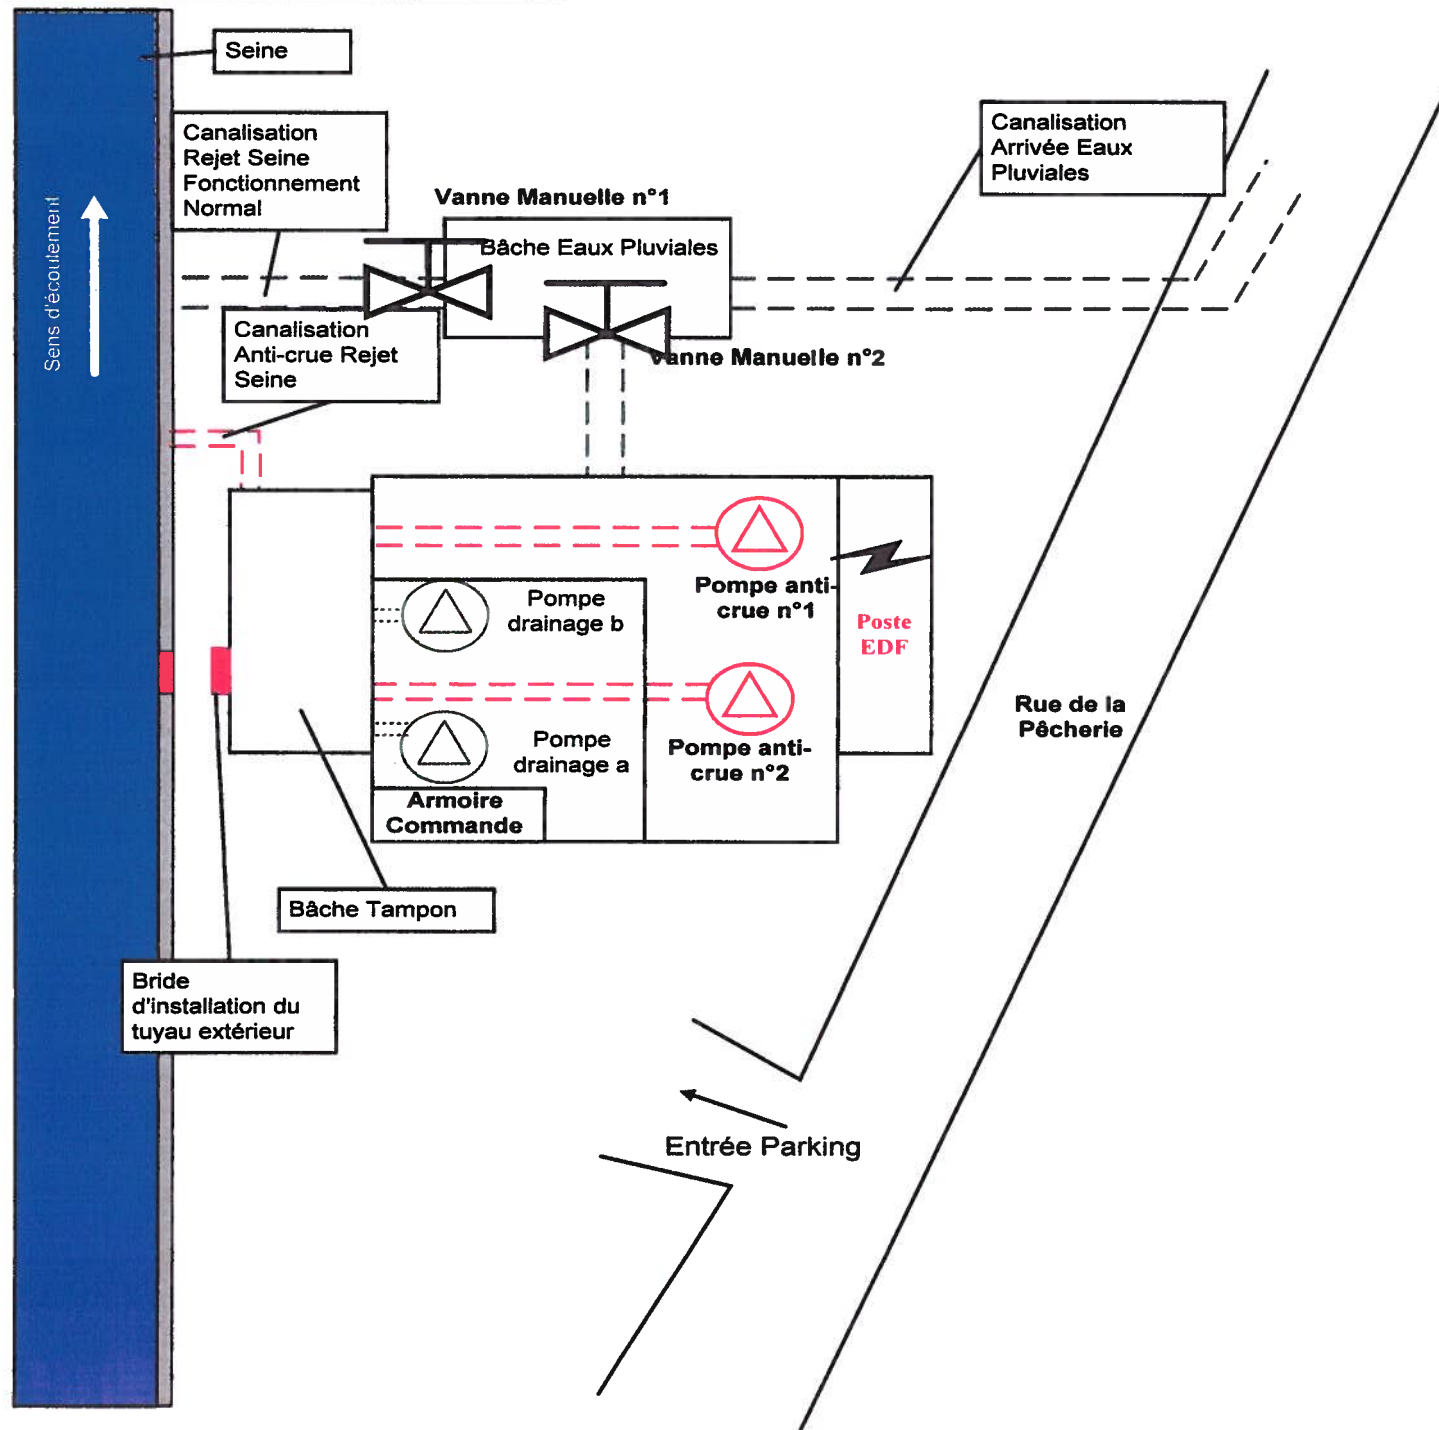 Seine
Canalisation
Rejet Seine
Fonctionnement
Normal
Sens d'écoulement
Vanne Manuelle n°1
Bâche Eaux Pluviales
Canalisation
Arrivée Eaux
Pluviales
Canalisation
Anti-crue Rejet
Seine
Vanne Manuelle n°2
Pompe anti-
crue n°1
Pompe
drainage b
Poste
EDF
Pompe anti-
crue n°2
Pompe
drainage a
Armoire
Commande
Rue de la
Pêcherie
Bâche Tampon
Bride
d'installation du
tuyau extérieur
Entrée Parking